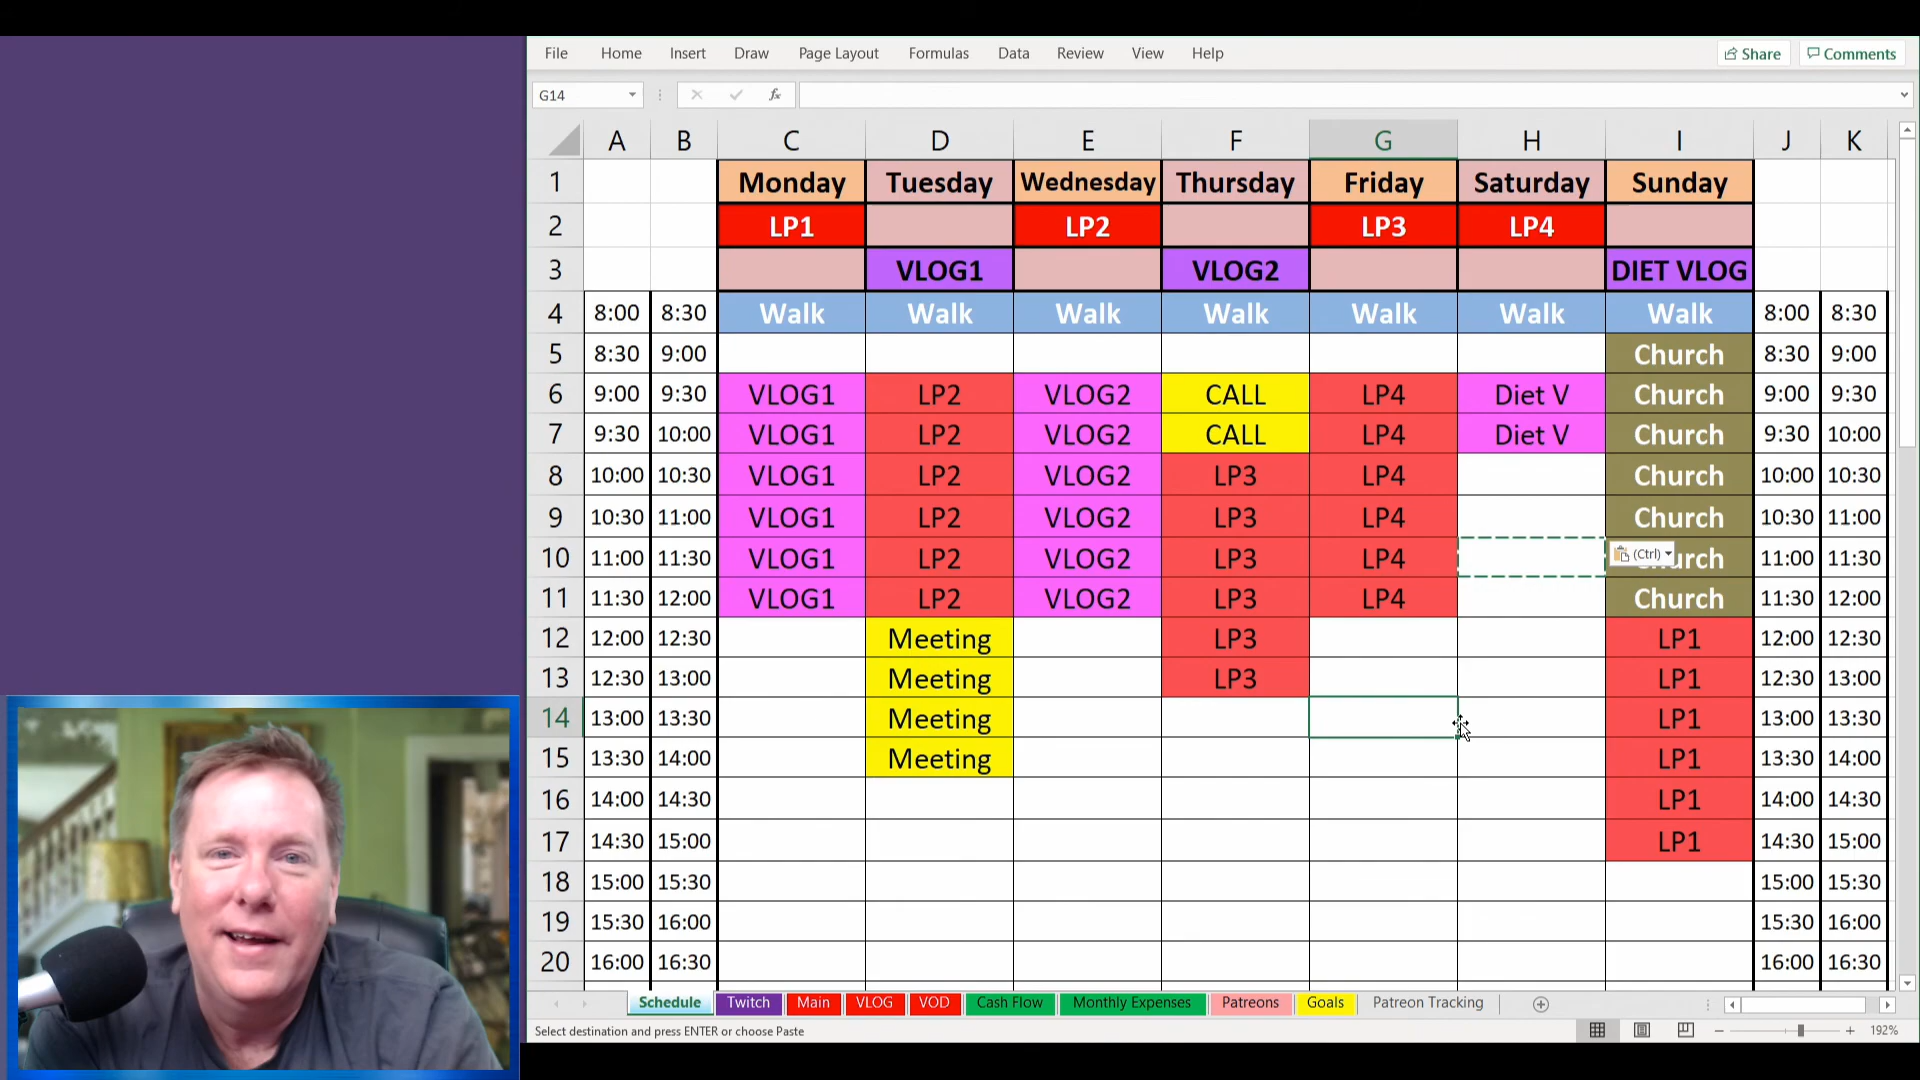 File Home Insert Draw Page Layout Formulas Data Review View Help Share Comments
G14 fx
A B C D E F G H I J K
1 Monday Tuesday Wednesday Thursday Friday Saturday Sunday
2 LP1 LP2 LP3 LP4
3 VLOG1 VLOG2 DIET VLOG
4 8:00 8:30 Walk Walk Walk Walk Walk Walk Walk 8:00 8:30
5 8:30 9:00 Church 8:30 9:00
6 9:00 9:30 VLOG1 LP2 VLOG2 CALL LP4 Diet V Church 9:00 9:30
7 9:30 10:00 VLOG1 LP2 VLOG2 CALL LP4 Diet V Church 9:30 10:00
8 10:00 10:30 VLOG1 LP2 VLOG2 LP3 LP4 Church 10:00 10:30
9 10:30 11:00 VLOG1 LP2 VLOG2 LP3 LP4 Church 10:30 11:00
10 11:00 11:30 VLOG1 LP2 VLOG2 LP3 LP4 (Ctrl) urch 11:00 11:30
11 11:30 12:00 VLOG1 LP2 VLOG2 LP3 LP4 Church 11:30 12:00
12 12:00 12:30 Meeting LP3 LP1 12:00 12:30
13 12:30 13:00 Meeting LP3 LP1 12:30 13:00
14 13:00 13:30 Meeting LP1 13:00 13:30
15 13:30 14:00 Meeting LP1 13:30 14:00
16 14:00 14:30 LP1 14:00 14:30
17 14:30 15:00 LP1 14:30 15:00
18 15:00 15:30 15:00 15:30
19 15:30 16:00 15:30 16:00
20 16:00 16:30 16:00 16:30
Schedule Twitch Main VLOG VOD Cash Flow Monthly Expenses Patreons Goals Patreon Tracking
Select destination and press ENTER or choose Paste 192%